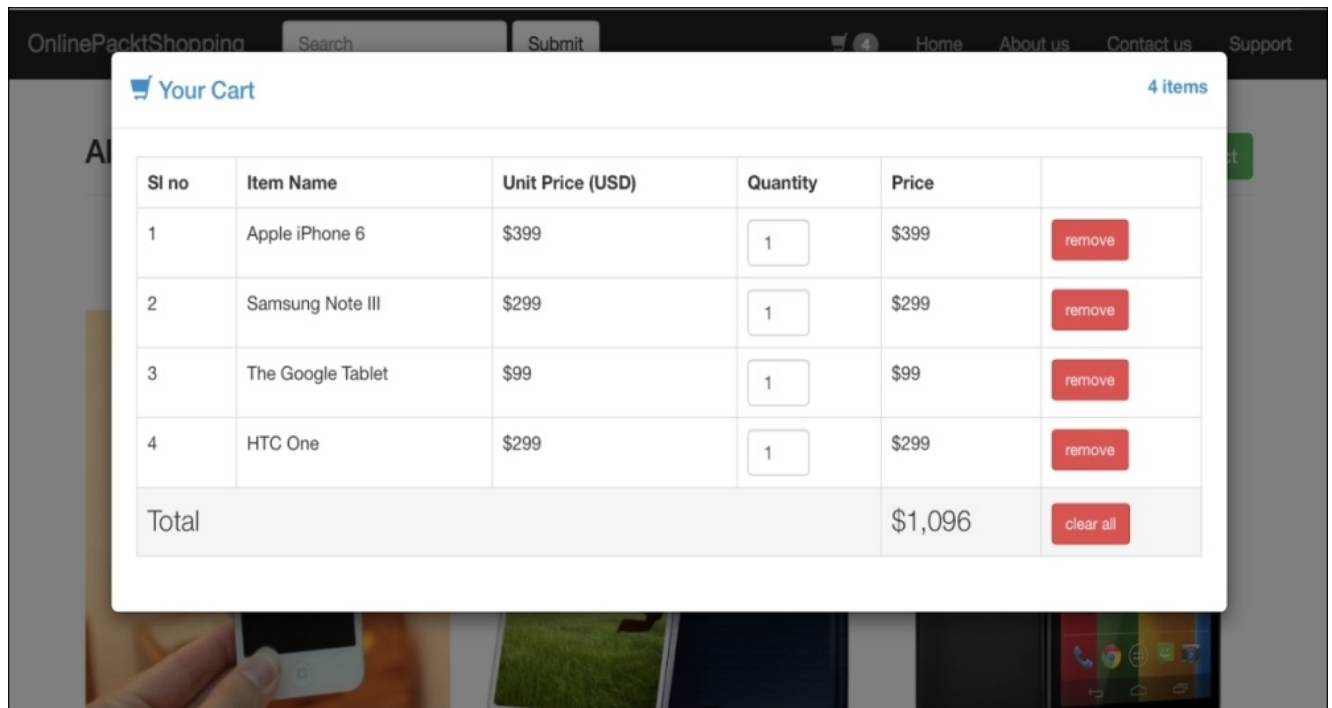 OnlinePacktShopping Search Submit 4 Home About us Contact us Support
Your Cart 4 items
Sl no Item Name Unit Price (USD) Quantity Price
1 Apple iPhone 6 $399 1 $399 remove
2 Samsung Note III $299 1 $299 remove
3 The Google Tablet $99 1 $99 remove
4 HTC One $299 1 $299 remove
Total $1,096 clear all